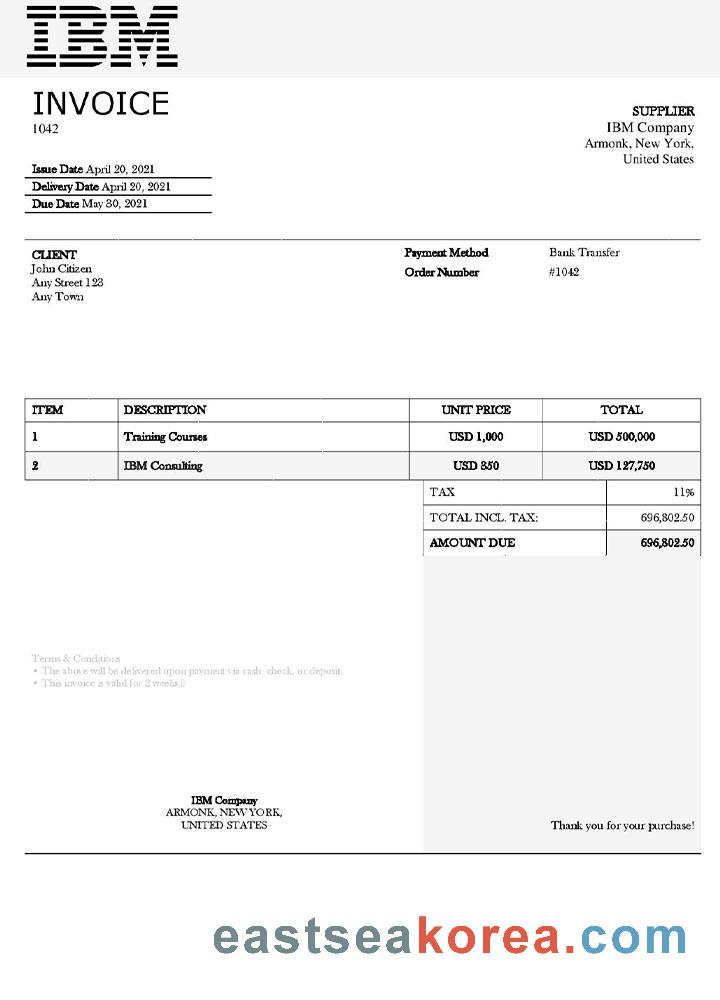 IBM
INVOICE
1042
SUPPLIER
IBM Company
Armonk, New York,
United States
Issue Date April 20, 2021
Delivery Date April 20, 2021
Due Date May 30, 2021
CLIENT
John Citizen
Any Street 123
Any Town
Payment Method Bank Transfer
Order Number #1042
ITEM DESCRIPTION UNIT PRICE TOTAL
1 Training Courses USD 1,000 USD 500,000
2 IBM Consulting USD 850 USD 127,750
TAX 11%
TOTAL INCL. TAX: 696,802.50
AMOUNT DUE 696,802.50
Terms & Conditions
• The above will be delivered upon payment via cash, check, or deposit.
• This invoice is valid for 2 weeks.
IBM Company
ARMONK, NEW YORK,
UNITED STATES
Thank you for your purchase!
eastseakorea.com